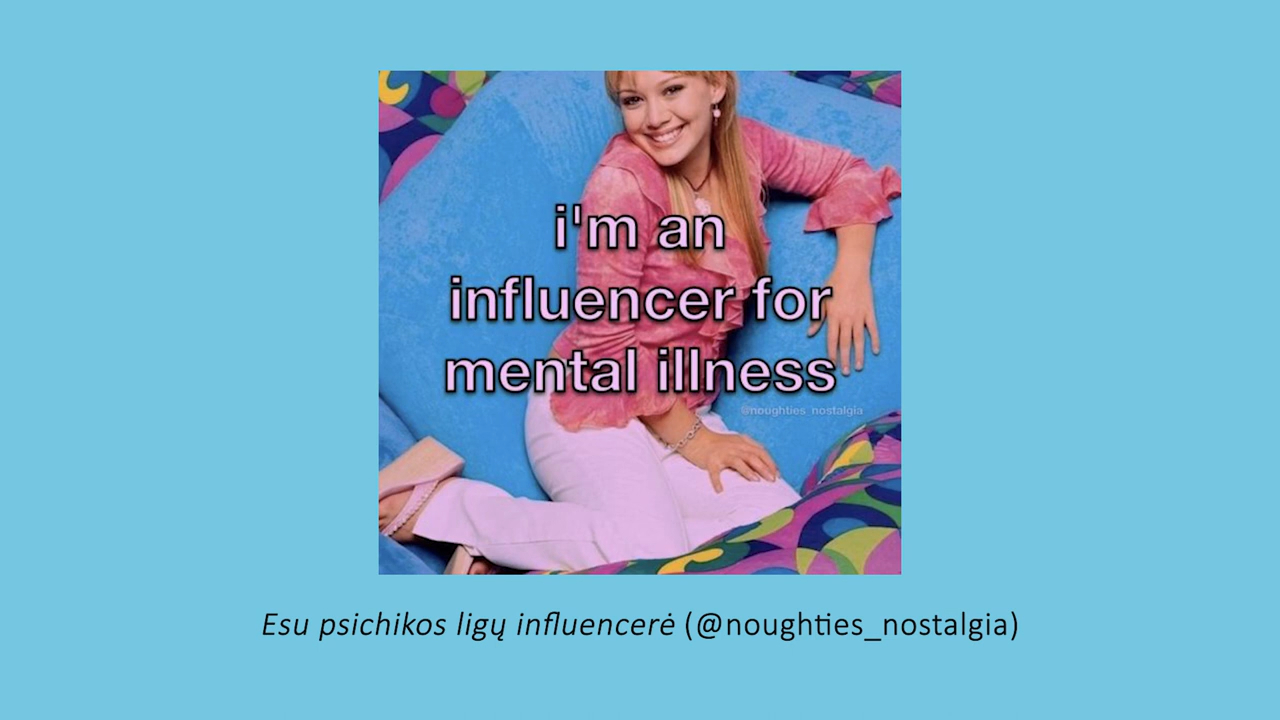 i'm an
influencer for
mental illness
@noughties_nostalgia
Esu psichikos ligų influencerė (@noughties_nostalgia)